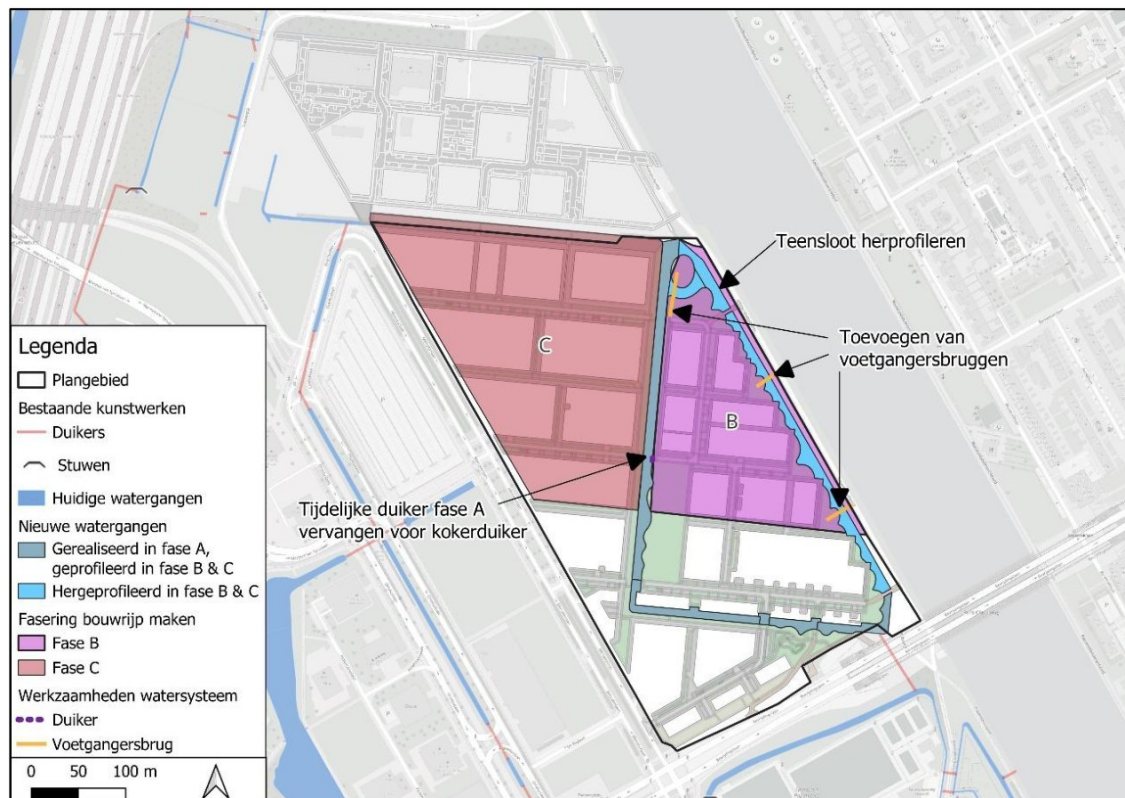 Teensloot herprofileren
Toevoegen van
voetgangersbruggen
C
B
Tijdelijke duiker fase A
vervangen voor kokerduiker
Legenda
Plangebied
Bestaande kunstwerken
Duikers
Stuwen
Huidige watergangen
Nieuwe watergangen
Gerealiseerd in fase A,
geprofileerd in fase B & C
Hergeprofileerd in fase B & C
Fasering bouwrijp maken
Fase B
Fase C
Werkzaamheden watersysteem
Duiker
Voetgangersbrug
0 50 100 m